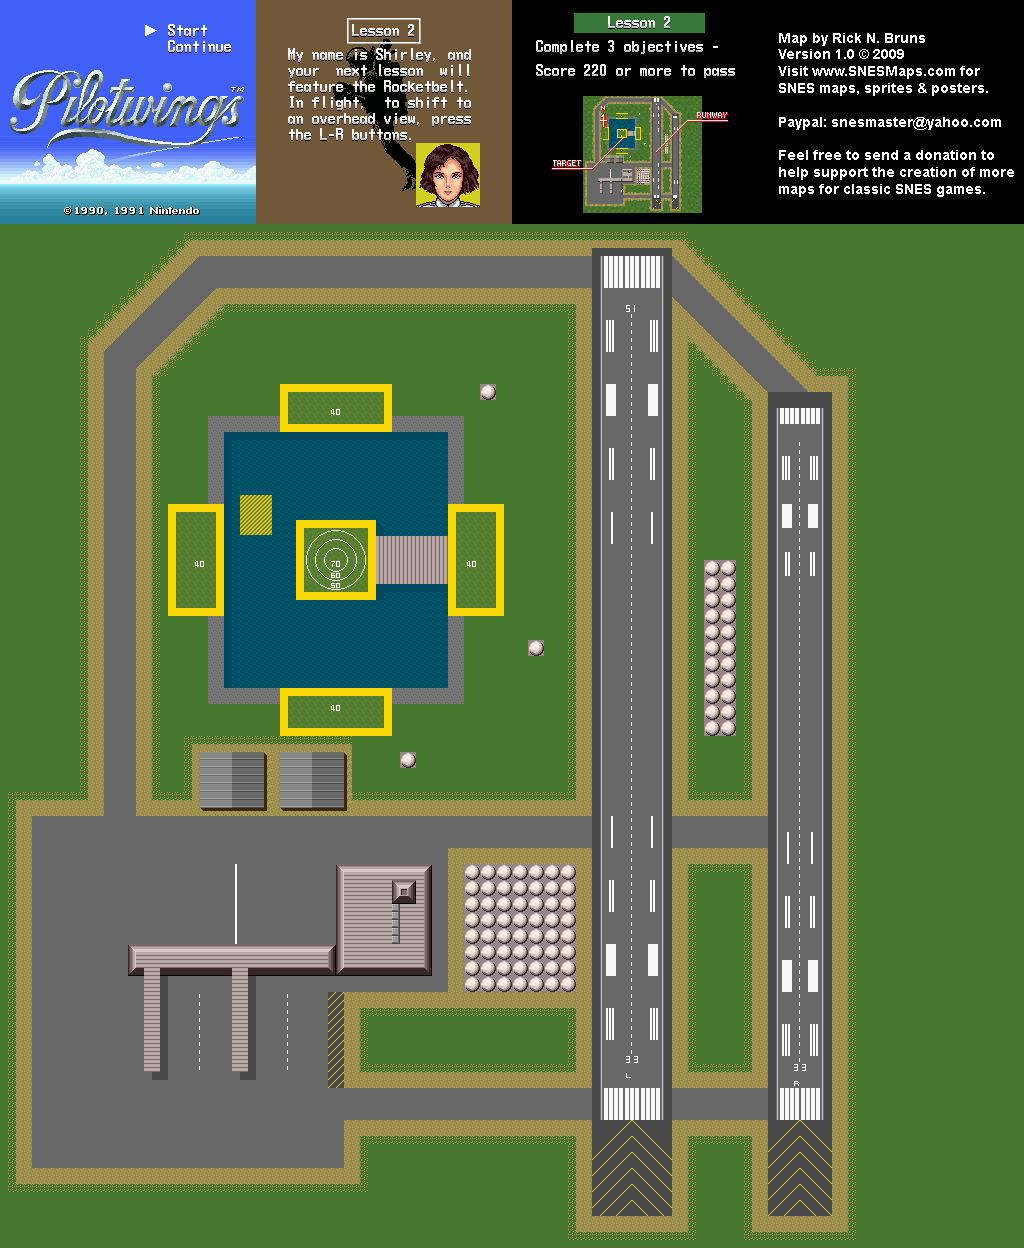 Start
Continue
Pilotwings™
©1990, 1991 Nintendo
Lesson 2
My name is Shirley, and
your next lesson will
feature the Rocketbelt.
In flight, to shift to
an overhead view, press
the L-R buttons.
Lesson 2
Complete 3 objectives -
Score 220 or more to pass
N
RUNWAY
TARGET
Map by Rick N. Bruns
Version 1.0 © 2009
Visit www.SNESMaps.com for
SNES maps, sprites & posters.
Paypal: snesmaster@yahoo.com
Feel free to send a donation to
help support the creation of more
maps for classic SNES games.
15
40
40
70
60
50
40
40
33
L
33
R